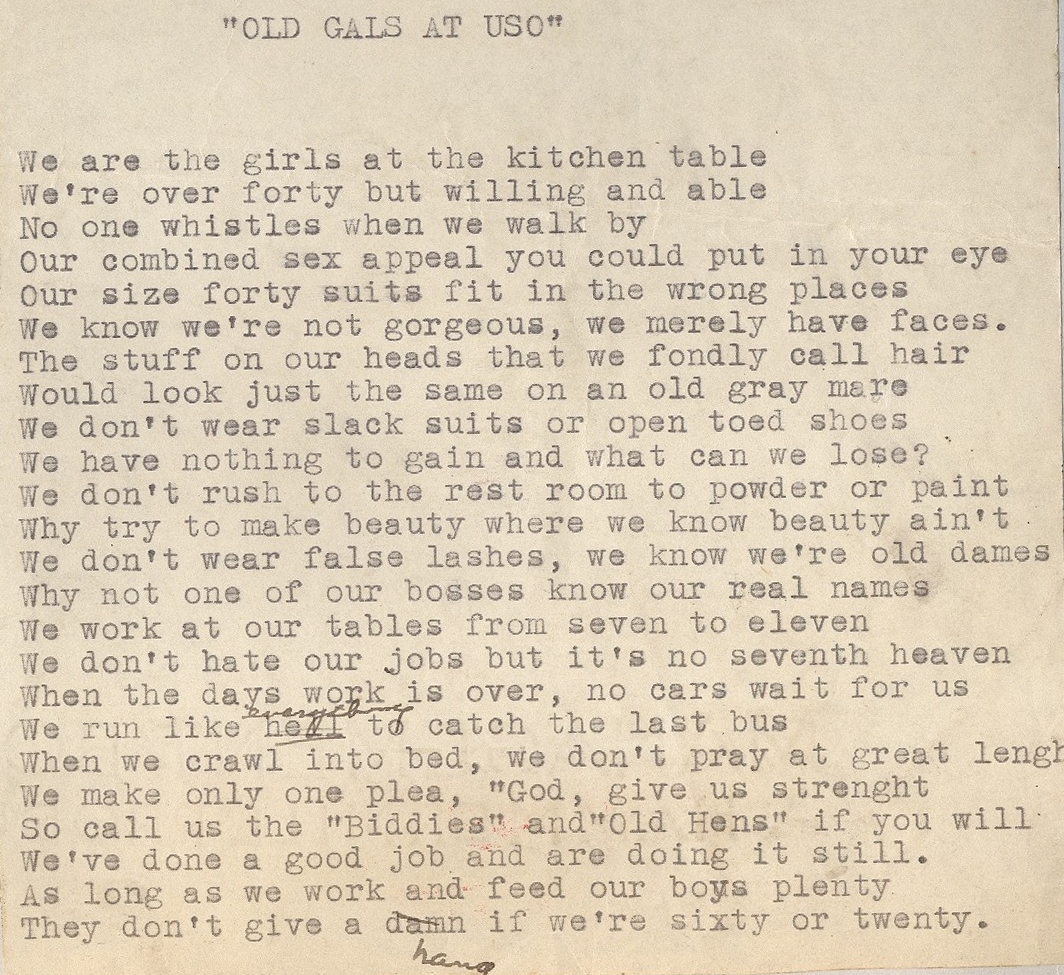 "OLD GALS AT USO"
We are the girls at the kitchen table
We're over forty but willing and able
No one whistles when we walk by
Our combined sex appeal you could put in your eye
Our size forty suits fit in the wrong places
We know we're not gorgeous, we merely have faces.
The stuff on our heads that we fondly call hair
Would look just the same on an old gray mare
We don't wear slack suits or open toed shoes
We have nothing to gain and what can we lose?
We don't rush to the rest room to powder or paint
Why try to make beauty where we know beauty ain't
We don't wear false lashes, we know we're old dames
Why not one of our bosses know our real names
We work at our tables from seven to eleven
We don't hate our jobs but it's no seventh heaven
When the days work is over, no cars wait for us
everything
We run like hell to catch the last bus
When we crawl into bed, we don't pray at great lengh
We make only one plea, "God, give us strenght
So call us the "Biddies" and"Old Hens" if you will
We've done a good job and are doing it still.
As long as we work and feed our boys plenty
They don't give a damn if we're sixty or twenty.
hang